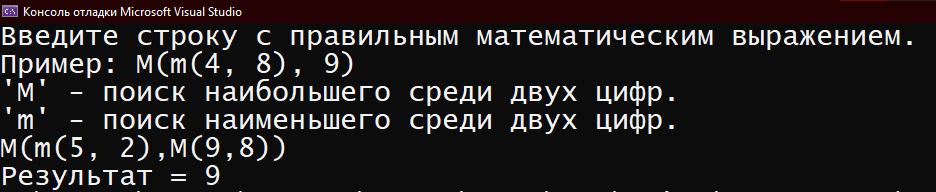 Консоль отладки Microsoft Visual Studio
Введите строку с правильным математическим выражением.
Пример: M(m(4, 8), 9)
'M' - поиск наибольшего среди двух цифр.
'm' - поиск наименьшего среди двух цифр.
M(m(5, 2),M(9,8))
Результат = 9